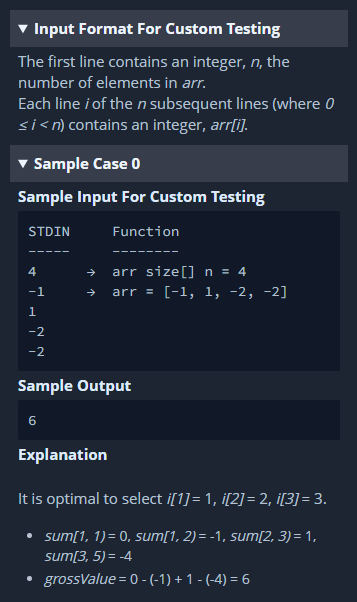 ▼ Input Format For Custom Testing
The first line contains an integer, n, the
number of elements in arr.
Each line i of the n subsequent lines (where 0
≤ i < n) contains an integer, arr[i].
▼ Sample Case 0
Sample Input For Custom Testing
STDIN Function
----- --------
4 → arr size[] n = 4
-1 → arr = [-1, 1, -2, -2]
1
-2
-2
Sample Output
6
Explanation
It is optimal to select i[1] = 1, i[2] = 2, i[3] = 3.
• sum[1, 1) = 0, sum[1, 2) = -1, sum[2, 3) = 1,
sum[3, 5) = -4
• grossValue = 0 - (-1) + 1 - (-4) = 6